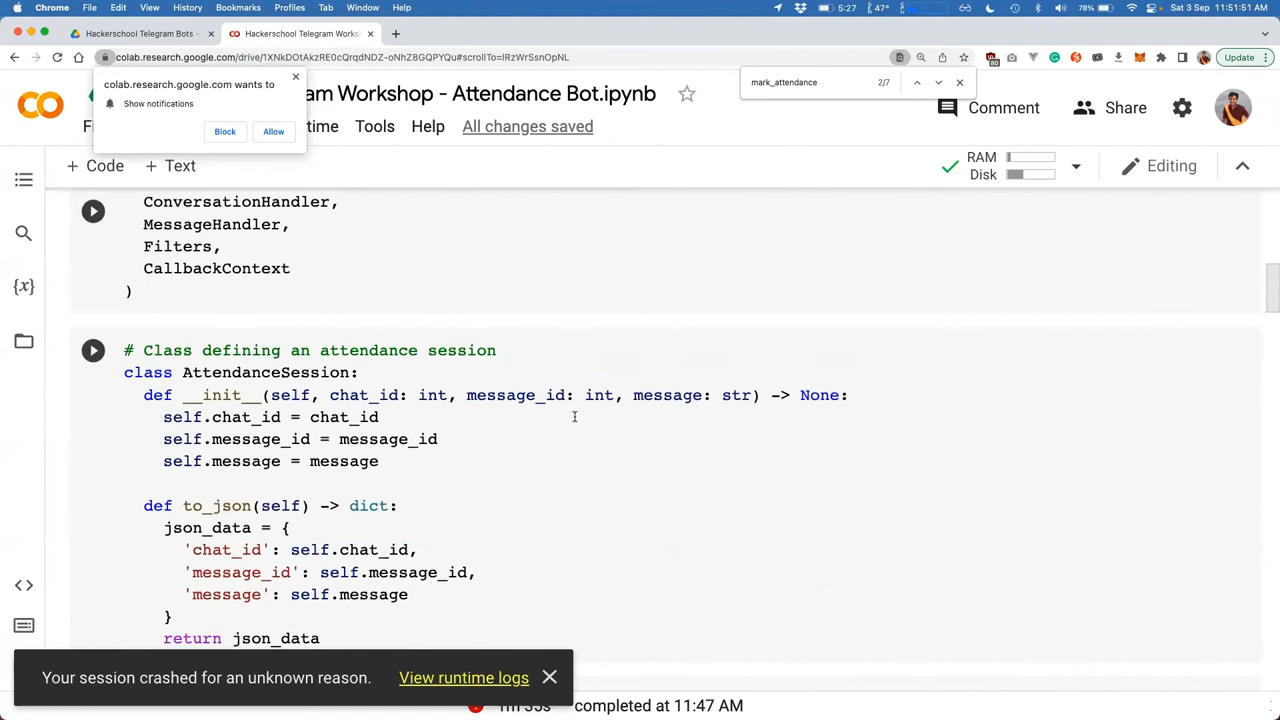 Chrome File Edit View History Bookmarks Profiles Tab Window Help 5:27 47° 78% Sat 3 Sep 11:51:51 AM
Hackerschool Telegram Bots - Hackerschool Telegram Works
colab.research.google.com/drive/1XNkDOtAkzRE0cQrqdNDZ-oNhZ8GQPYQu#scrollTo=lRzWrSsnOpNL Update
colab.research.google.com wants to
Show notifications
Block Allow
mark_attendance 2/7
ram Workshop - Attendance Bot.ipynb
Comment Share
time Tools Help All changes saved
+ Code + Text
RAM
Disk
Editing
ConversationHandler,
MessageHandler,
Filters,
CallbackContext
)
# Class defining an attendance session
class AttendanceSession:
def __init__(self, chat_id: int, message_id: int, message: str) -> None:
self.chat_id = chat_id
self.message_id = message_id
self.message = message
def to_json(self) -> dict:
json_data = {
'chat_id': self.chat_id,
'message_id': self.message_id,
'message': self.message
}
return json_data
{x}
Your session crashed for an unknown reason. View runtime logs
completed at 11:47 AM